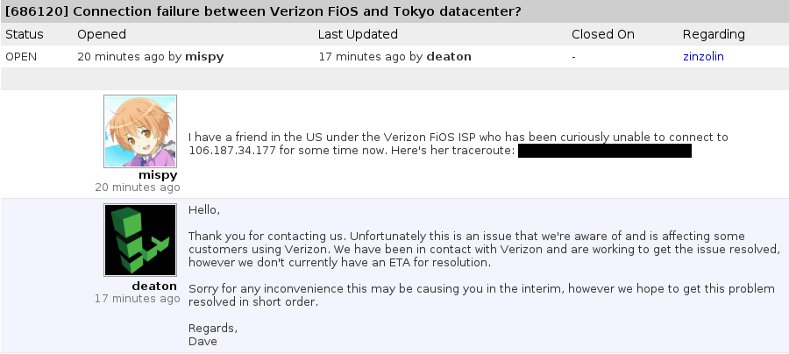 [686120] Connection failure between Verizon FiOS and Tokyo datacenter?
Status Opened Last Updated Closed On Regarding
OPEN 20 minutes ago by mispy 17 minutes ago by deaton - zinzolin
I have a friend in the US under the Verizon FiOS ISP who has been curiously unable to connect to
106.187.34.177 for some time now. Here's her traceroute:
mispy
20 minutes ago
Hello,
Thank you for contacting us. Unfortunately this is an issue that we're aware of and is affecting some
customers using Verizon. We have been in contact with Verizon and are working to get the issue resolved,
however we don't currently have an ETA for resolution.
Sorry for any inconvenience this may be causing you in the interim, however we hope to get this problem
resolved in short order.
Regards,
Dave
deaton
17 minutes ago